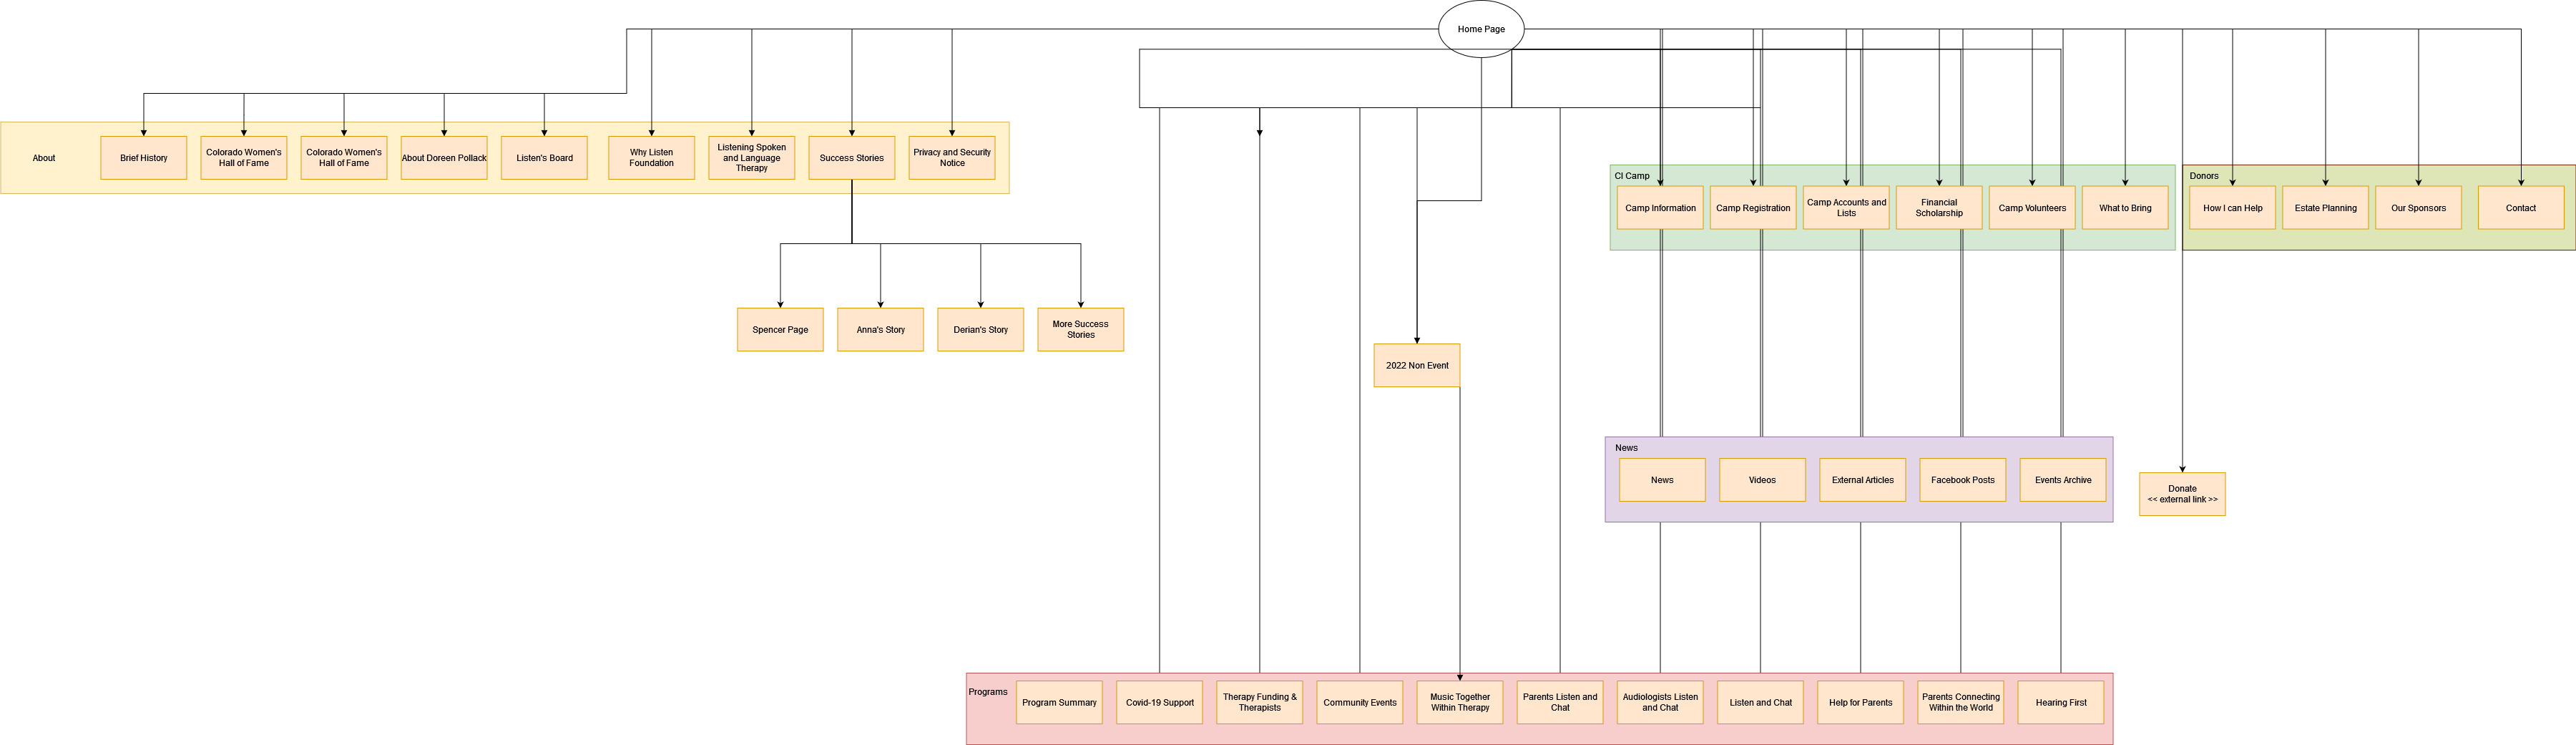 Home Page
About
Brief History
Colorado Women's
Hall of Fame
Colorado Women's
Hall of Fame
About Doreen Pollack
Listen's Board
Why Listen
Foundation
Listening Spoken
and Language
Therapy
Success Stories
Privacy and Security
Notice
CI Camp
Camp Information
Camp Registration
Camp Accounts and
Lists
Financial
Scholarship
Camp Volunteers
What to Bring
Donors
How I can Help
Estate Planning
Our Sponsors
Contact
Spencer Page
Anna's Story
Derian's Story
More Success
Stories
2022 Non Event
News
News
Videos
External Articles
Facebook Posts
Events Archive
Donate
<< external link >>
Programs
Program Summary
Covid-19 Support
Therapy Funding &
Therapists
Community Events
Music Together
Within Therapy
Parents Listen and
Chat
Audiologists Listen
and Chat
Listen and Chat
Help for Parents
Parents Connecting
Within the World
Hearing First